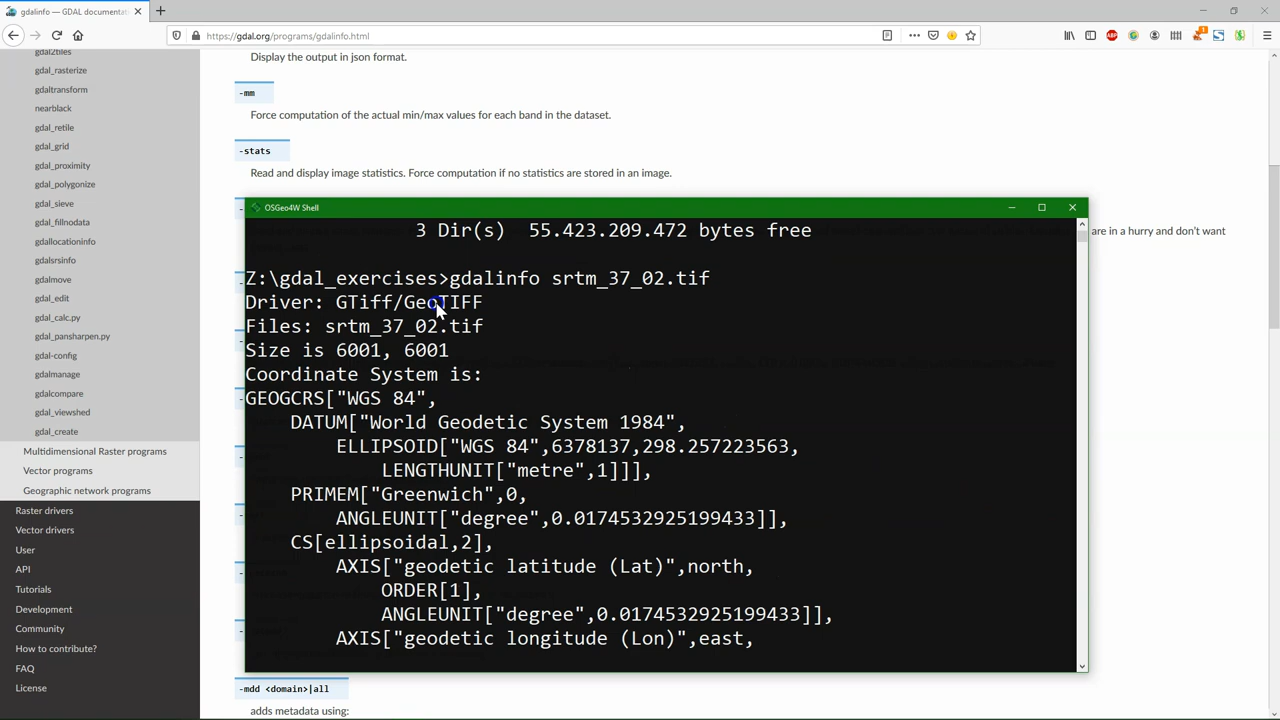 gdalinfo — GDAL documentati
https://gdal.org/programs/gdalinfo.html
ABP
gdal2tiles
gdal_rasterize
gdaltransform
nearblack
gdal_retile
gdal_grid
gdal_proximity
gdal_polygonize
gdal_sieve
gdal_fillnodata
gdallocationinfo
gdalsrsinfo
gdalmove
gdal_edit
gdal_calc.py
gdal_pansharpen.py
gdal-config
gdalmanage
gdalcompare
gdal_viewshed
gdal_create
Multidimensional Raster programs
Vector programs
Geographic network programs
Raster drivers
Vector drivers
User
API
Tutorials
Development
Community
How to contribute?
FAQ
License
Display the output in json format.
-mm
Force computation of the actual min/max values for each band in the dataset.
-stats
Read and display image statistics. Force computation if no statistics are stored in an image.
are in a hurry and don't want
OSGeo4W Shell
3 Dir(s) 55.423.209.472 bytes free
Z:\gdal_exercises>gdalinfo srtm_37_02.tif
Driver: GTiff/GeoTIFF
Files: srtm_37_02.tif
Size is 6001, 6001
Coordinate System is:
GEOGCRS["WGS 84",
DATUM["World Geodetic System 1984",
ELLIPSOID["WGS 84",6378137,298.257223563,
LENGTHUNIT["metre",1]]],
PRIMEM["Greenwich",0,
ANGLEUNIT["degree",0.0174532925199433]],
CS[ellipsoidal,2],
AXIS["geodetic latitude (Lat)",north,
ORDER[1],
ANGLEUNIT["degree",0.0174532925199433]],
AXIS["geodetic longitude (Lon)",east,
-mdd <domain>|all
adds metadata using: